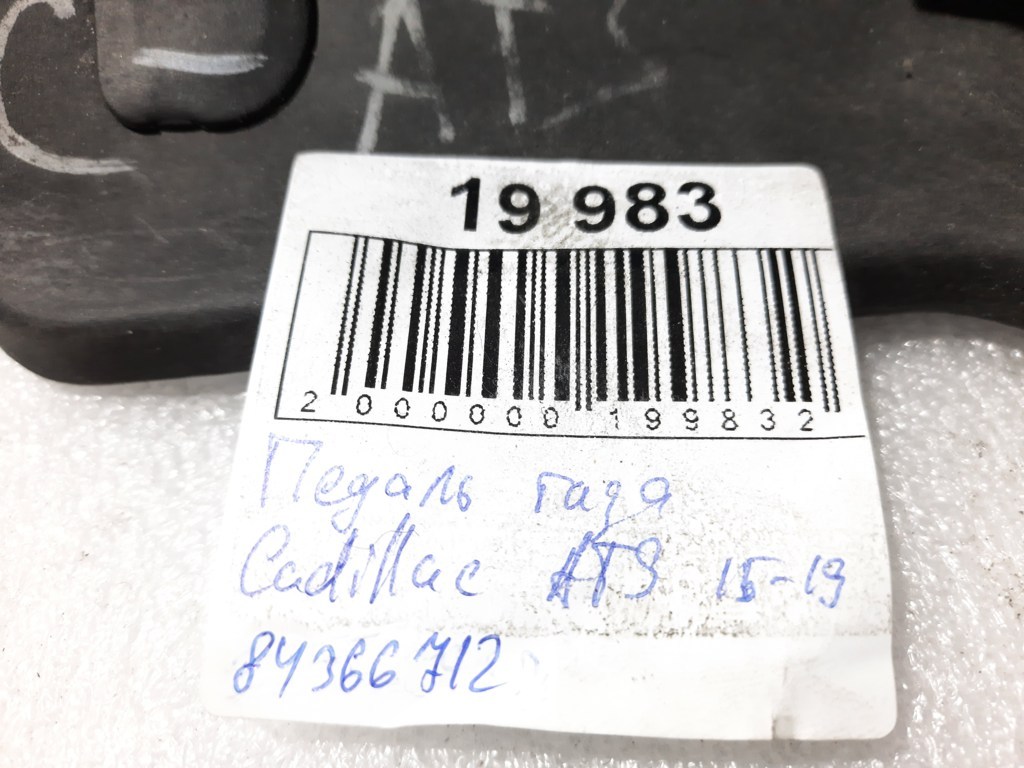 C ATS
19 983
2 000000 199832
Педаль газа
Cadillac ATS 15-19
84366712